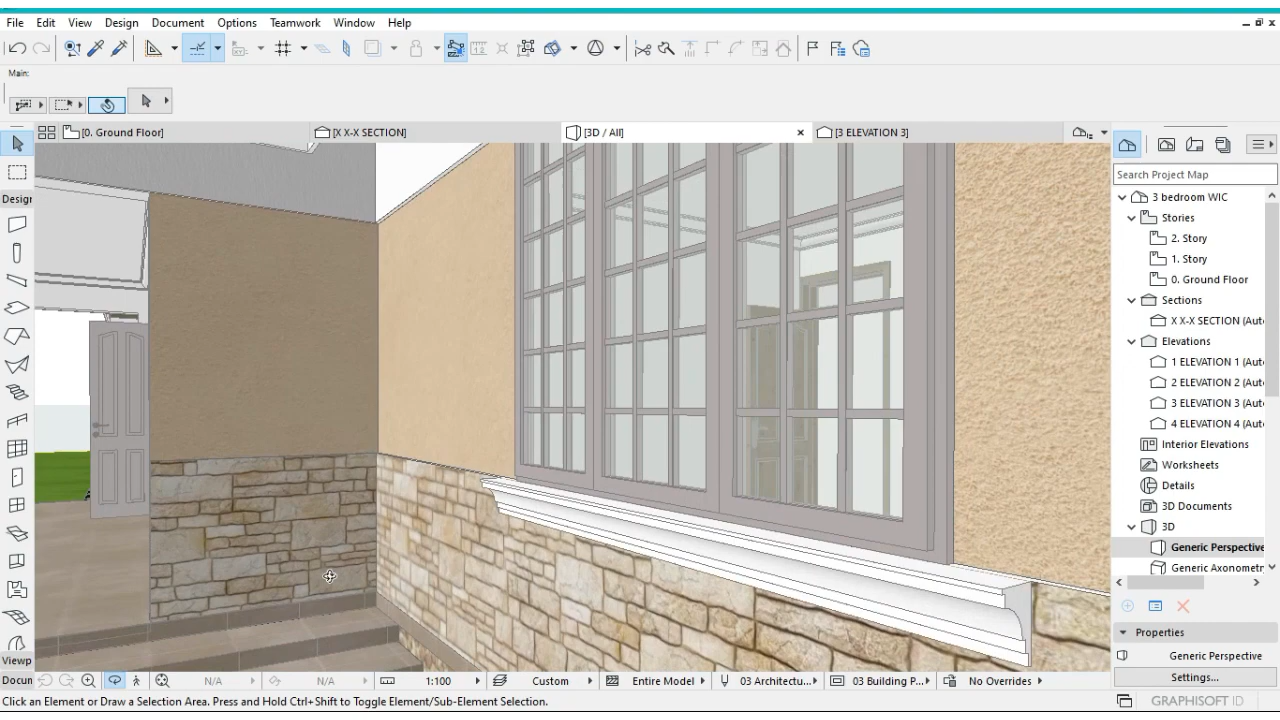 File Edit View Design Document Options Teamwork Window Help
Main:
[0. Ground Floor] [X X-X SECTION] [3D / All] [3 ELEVATION 3]
Search Project Map
Desigr
3 bedroom WIC
Stories
2. Story
1. Story
0. Ground Floor
Sections
X X-X SECTION (Aut
Elevations
1 ELEVATION 1 (Aut
2 ELEVATION 2 (Aut
3 ELEVATION 3 (Aut
4 ELEVATION 4 (Aut
Interior Elevations
Worksheets
Details
3D Documents
3D
Generic Perspective
Generic Axonometr
Properties
Viewp
Generic Perspective
Docun N/A N/A 1:100 Custom Entire Model 03 Architectu... 03 Building P... No Overrides Settings...
Click an Element or Draw a Selection Area. Press and Hold Ctrl+Shift to Toggle Element/Sub-Element Selection. GRAPHISOFT ID